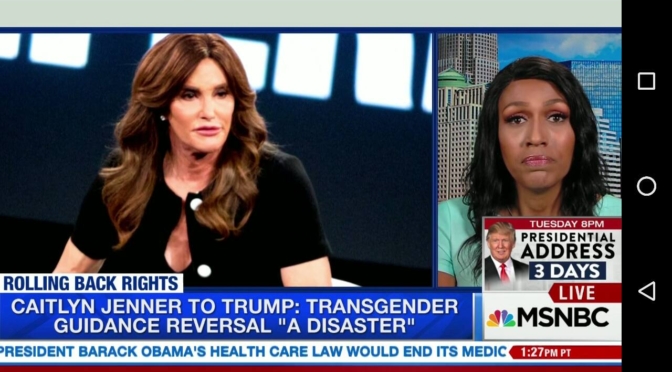 TUESDAY 8PM
PRESIDENTIAL
ADDRESS
3 DAYS
LIVE
MSNBC
ROLLING BACK RIGHTS
CAITLYN JENNER TO TRUMP: TRANSGENDER
GUIDANCE REVERSAL "A DISASTER"
PRESIDENT BARACK OBAMA'S HEALTH CARE LAW WOULD END ITS MEDIC
1:27PM PT